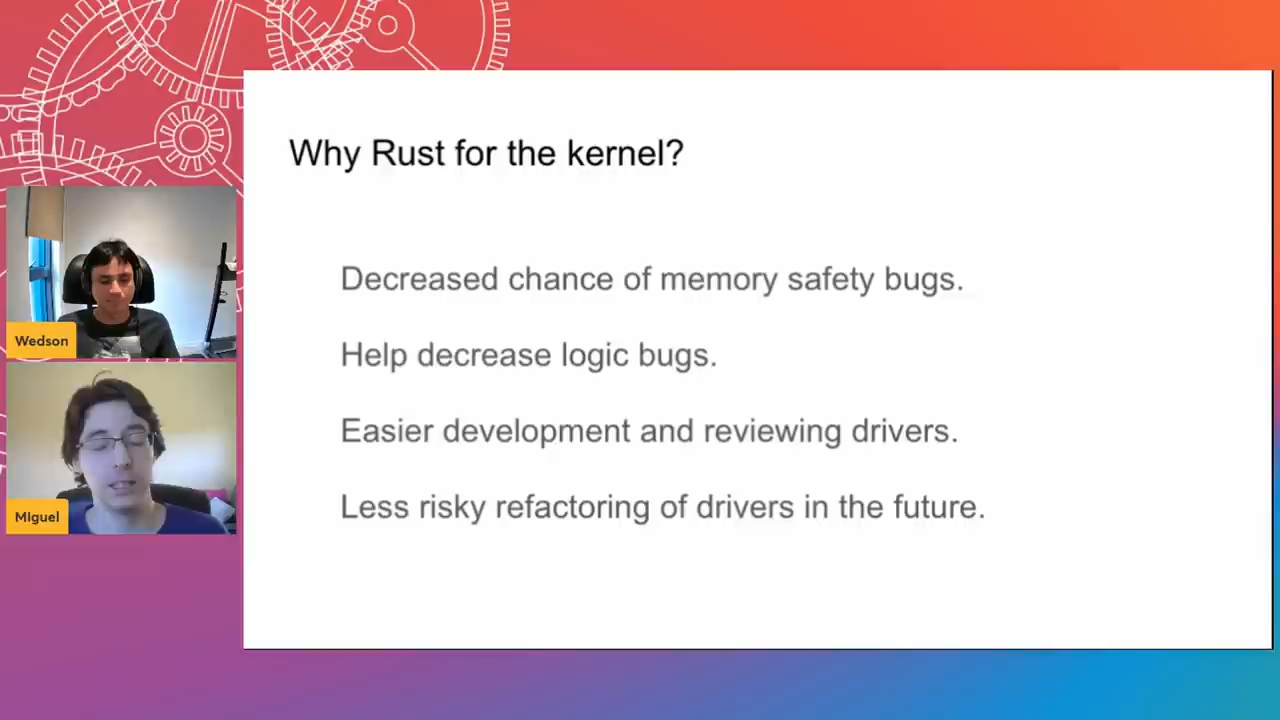 Why Rust for the kernel?
Decreased chance of memory safety bugs.
Help decrease logic bugs.
Easier development and reviewing drivers.
Less risky refactoring of drivers in the future.
Wedson
MIguel